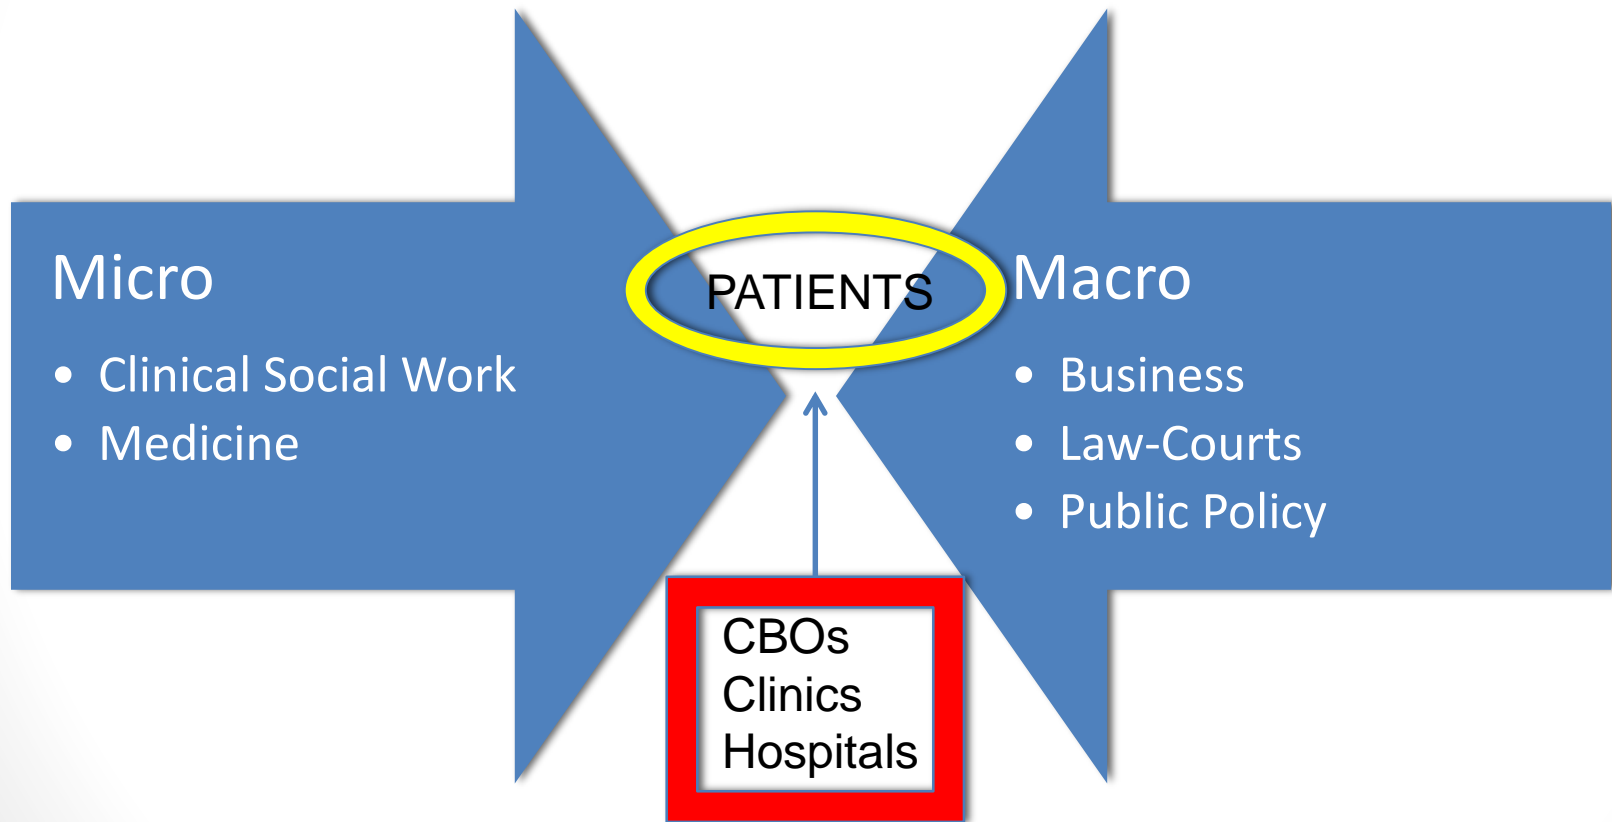 Micro
• Clinical Social Work
• Medicine
PATIENTS
Macro
• Business
• Law-Courts
• Public Policy
CBOs
Clinics
Hospitals